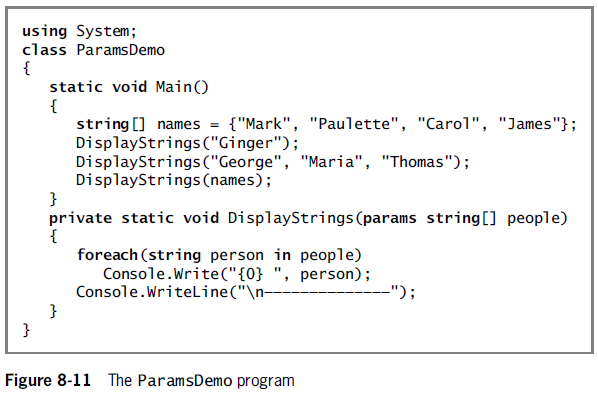 using System;
class ParamsDemo
{
   static void Main()
   {
      string[] names = {"Mark", "Paulette", "Carol", "James"};
      DisplayStrings("Ginger");
      DisplayStrings("George", "Maria", "Thomas");
      DisplayStrings(names);
   }
   private static void DisplayStrings(params string[] people)
   {
      foreach(string person in people)
         Console.Write("{0} ", person);
      Console.WriteLine("\n––––––––––––––");
   }
}
Figure 8-11 The ParamsDemo program